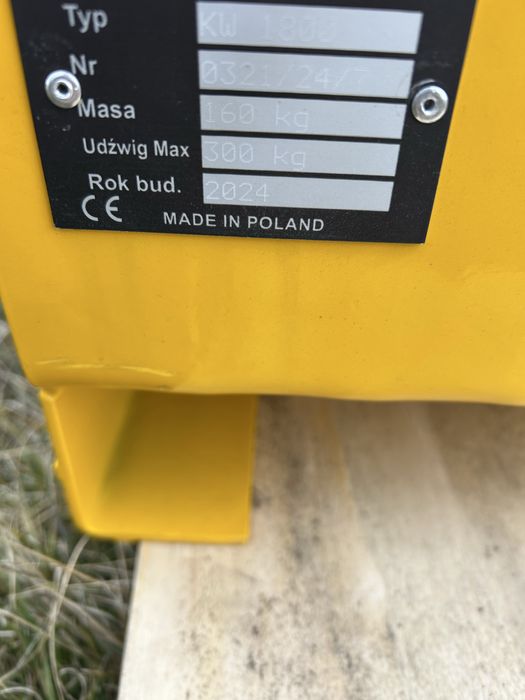 Typ KW 1800
Nr 0321/24/T
Masa 160 kg
Udźwig Max 300 kg
Rok bud. 2024
CE MADE IN POLAND